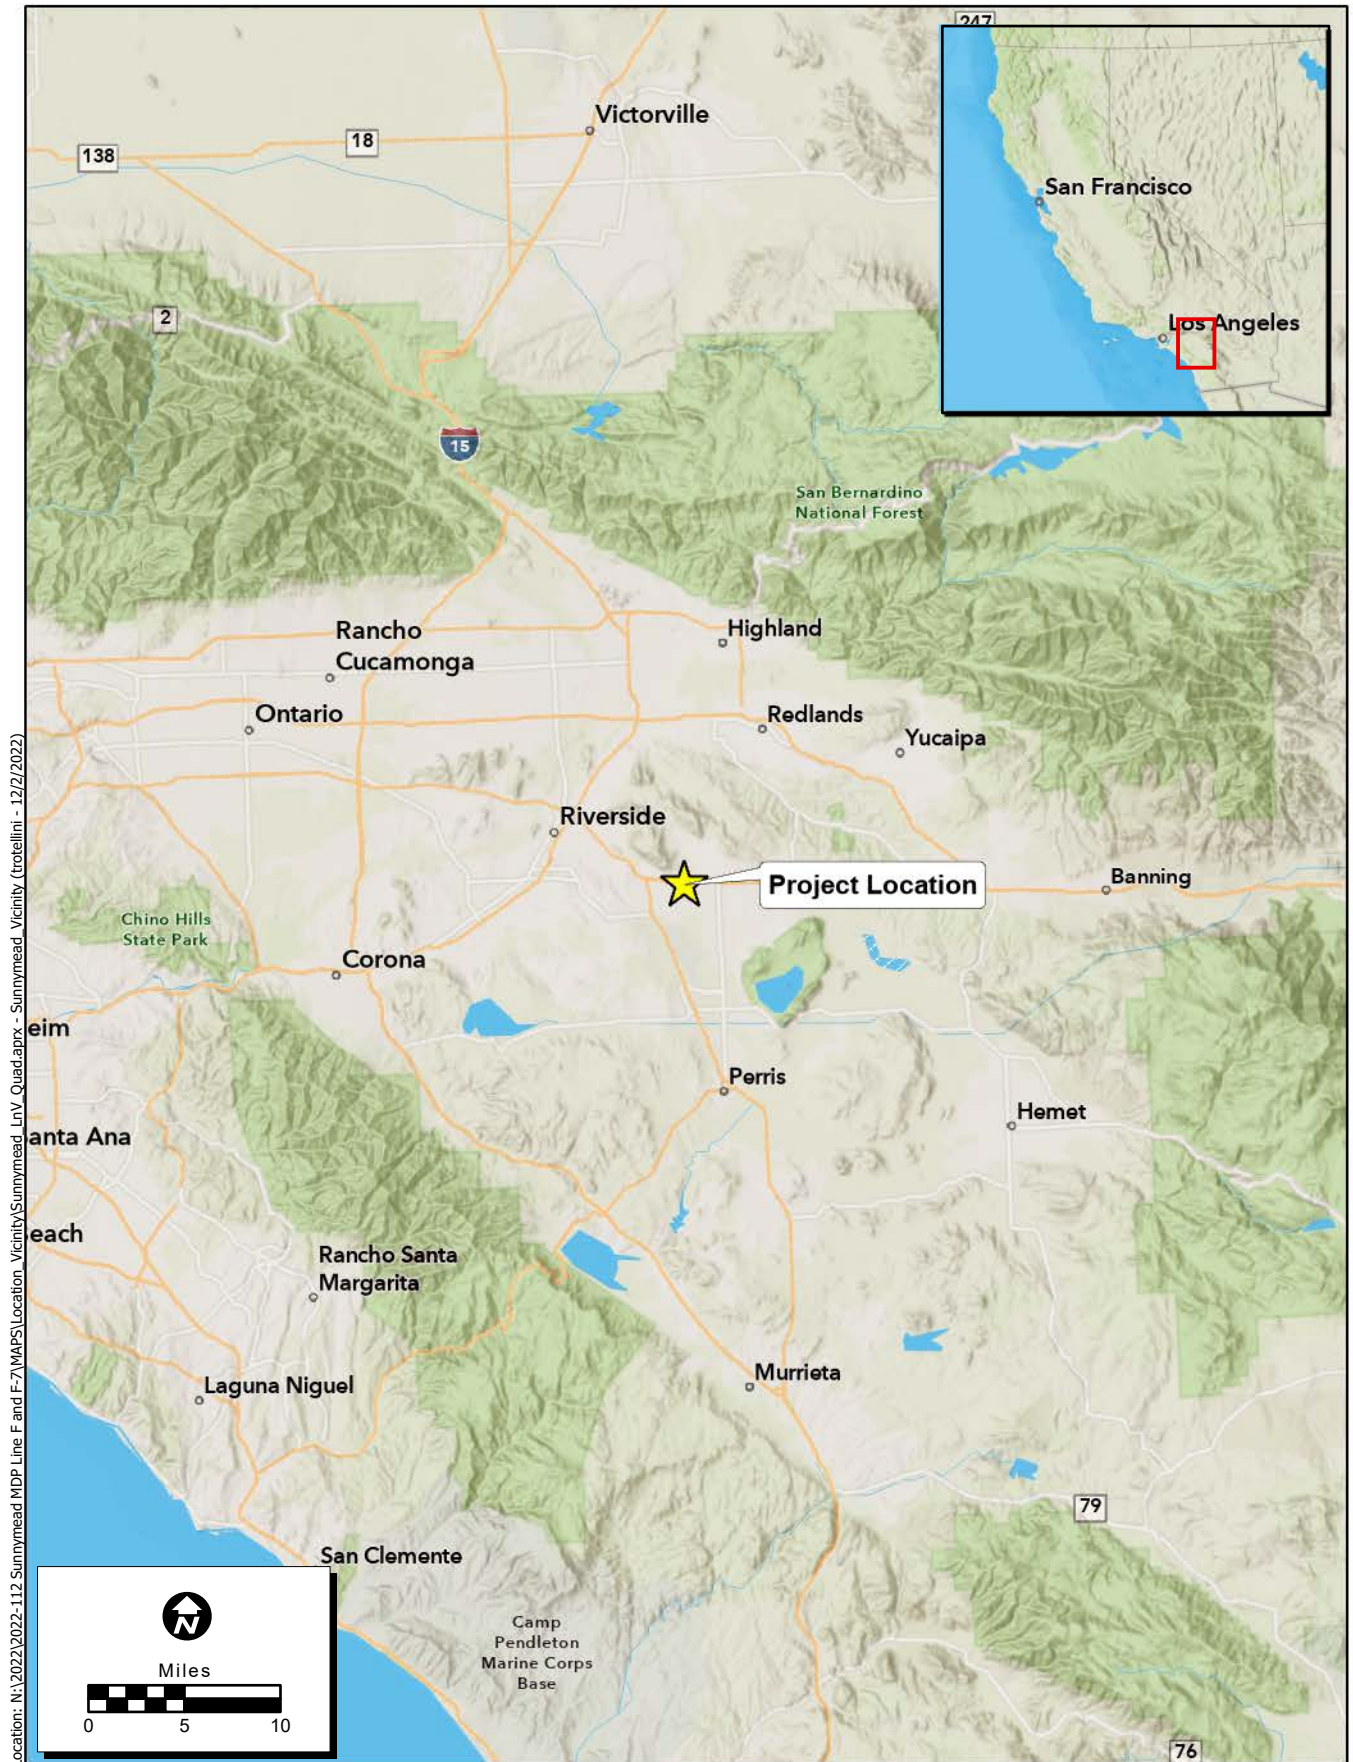 247
Victorville
18
138
San Francisco
Los Angeles
2
15
San Bernardino
National Forest
Rancho
Cucamonga
Highland
Ontario
Redlands
Yucaipa
Riverside
Project Location
Banning
Chino Hills
State Park
Corona
eim
Perris
Hemet
anta Ana
each
Rancho Santa
Margarita
Murrieta
Laguna Niguel
79
San Clemente
Camp
Pendleton
Marine Corps
Base
N
Miles
0 5 10
76
ocation: N:\2022\2022-112 Sunnymead MDP Line F and F-7\MAPS\Location_Vicinity\Sunnymead_LnV_Quad.aprx - Sunnymead_Vicinity (trotellini - 12/2/2022)